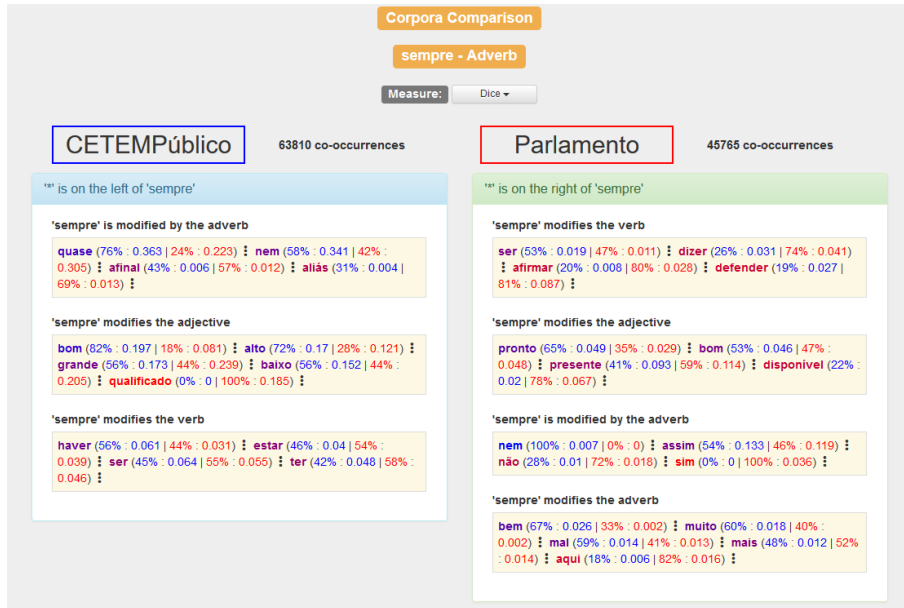 Corpora Comparison
sempre - Adverb
Measure: Dice
CETEMPúblico 63810 co-occurrences
'*' is on the left of 'sempre'
'sempre' is modified by the adverb
quase (76% : 0.363 | 24% : 0.223) ⋮ nem (58% : 0.341 | 42% :
0.305) ⋮ afinal (43% : 0.006 | 57% : 0.012) ⋮ aliás (31% : 0.004 |
69% : 0.013) ⋮
'sempre' modifies the adjective
bom (82% : 0.197 | 18% : 0.081) ⋮ alto (72% : 0.17 | 28% : 0.121) ⋮
grande (56% : 0.173 | 44% : 0.239) ⋮ baixo (56% : 0.152 | 44% :
0.205) ⋮ qualificado (0% : 0 | 100% : 0.185) ⋮
'sempre' modifies the verb
haver (56% : 0.061 | 44% : 0.031) ⋮ estar (46% : 0.04 | 54% :
0.039) ⋮ ser (45% : 0.064 | 55% : 0.055) ⋮ ter (42% : 0.048 | 58% :
0.046) ⋮
Parlamento 45765 co-occurrences
'*' is on the right of 'sempre'
'sempre' modifies the verb
ser (53% : 0.019 | 47% : 0.011) ⋮ dizer (26% : 0.031 | 74% : 0.041)
⋮ afirmar (20% : 0.008 | 80% : 0.028) ⋮ defender (19% : 0.027 |
81% : 0.087) ⋮
'sempre' modifies the adjective
pronto (65% : 0.049 | 35% : 0.029) ⋮ bom (53% : 0.046 | 47% :
0.048) ⋮ presente (41% : 0.093 | 59% : 0.114) ⋮ disponível (22% :
0.02 | 78% : 0.067) ⋮
'sempre' is modified by the adverb
nem (100% : 0.007 | 0% : 0) ⋮ assim (54% : 0.133 | 46% : 0.119) ⋮
não (28% : 0.01 | 72% : 0.018) ⋮ sim (0% : 0 | 100% : 0.036) ⋮
'sempre' modifies the adverb
bem (67% : 0.026 | 33% : 0.002) ⋮ muito (60% : 0.018 | 40% :
0.002) ⋮ mal (59% : 0.014 | 41% : 0.013) ⋮ mais (48% : 0.012 | 52%
: 0.014) ⋮ aqui (18% : 0.006 | 82% : 0.016) ⋮